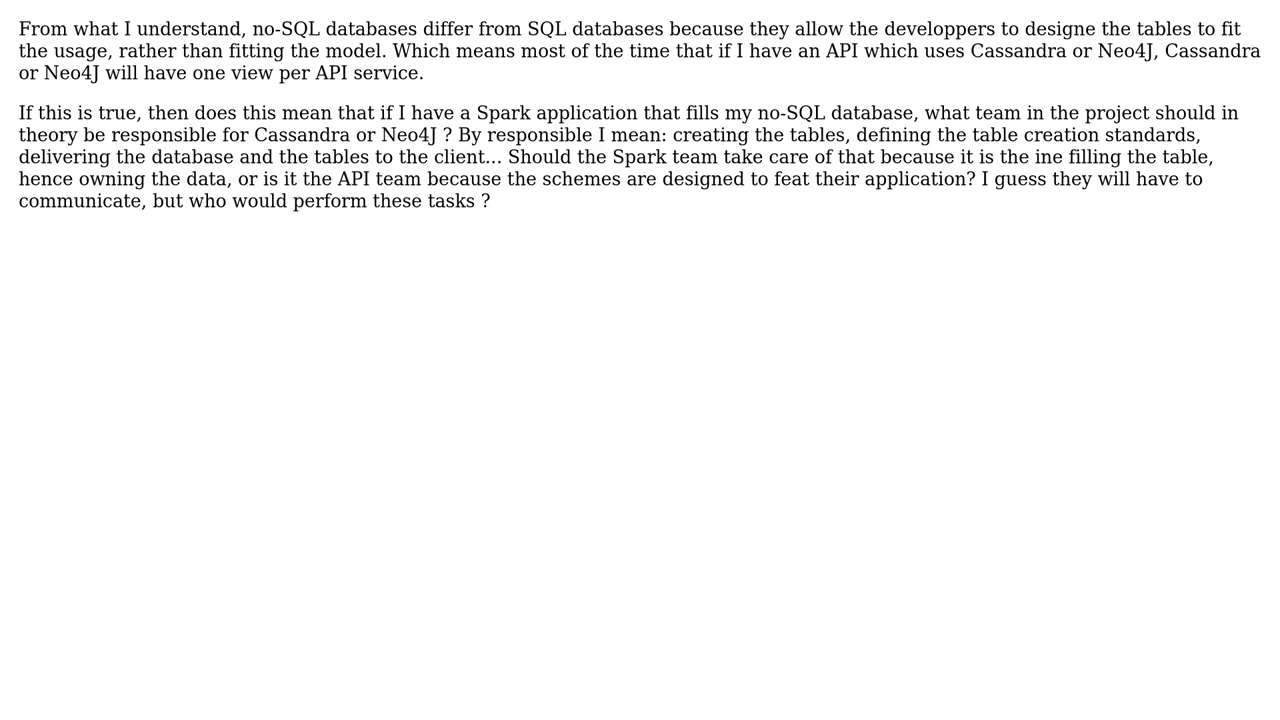 From what I understand, no-SQL databases differ from SQL databases because they allow the developpers to designe the tables to fit
the usage, rather than fitting the model. Which means most of the time that if I have an API which uses Cassandra or Neo4J, Cassandra
or Neo4J will have one view per API service.
If this is true, then does this mean that if I have a Spark application that fills my no-SQL database, what team in the project should in
theory be responsible for Cassandra or Neo4J ? By responsible I mean: creating the tables, defining the table creation standards,
delivering the database and the tables to the client... Should the Spark team take care of that because it is the ine filling the table,
hence owning the data, or is it the API team because the schemes are designed to feat their application? I guess they will have to
communicate, but who would perform these tasks ?